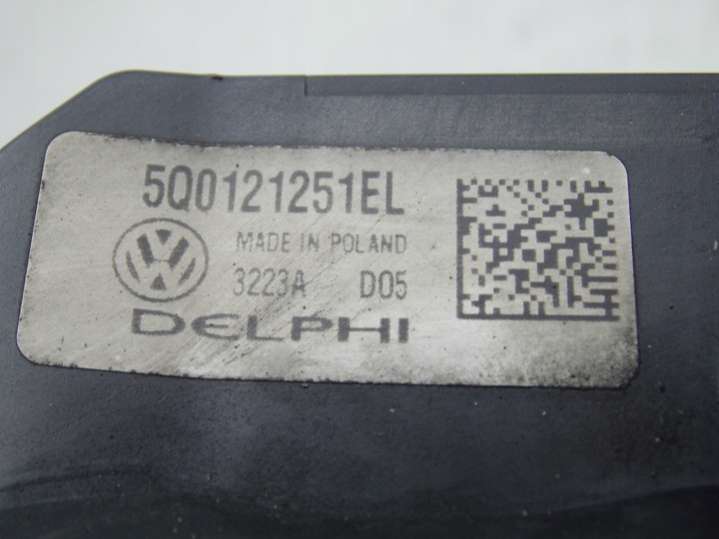 5Q0121251EL
MADE IN POLAND
3223A D05
DELPHI